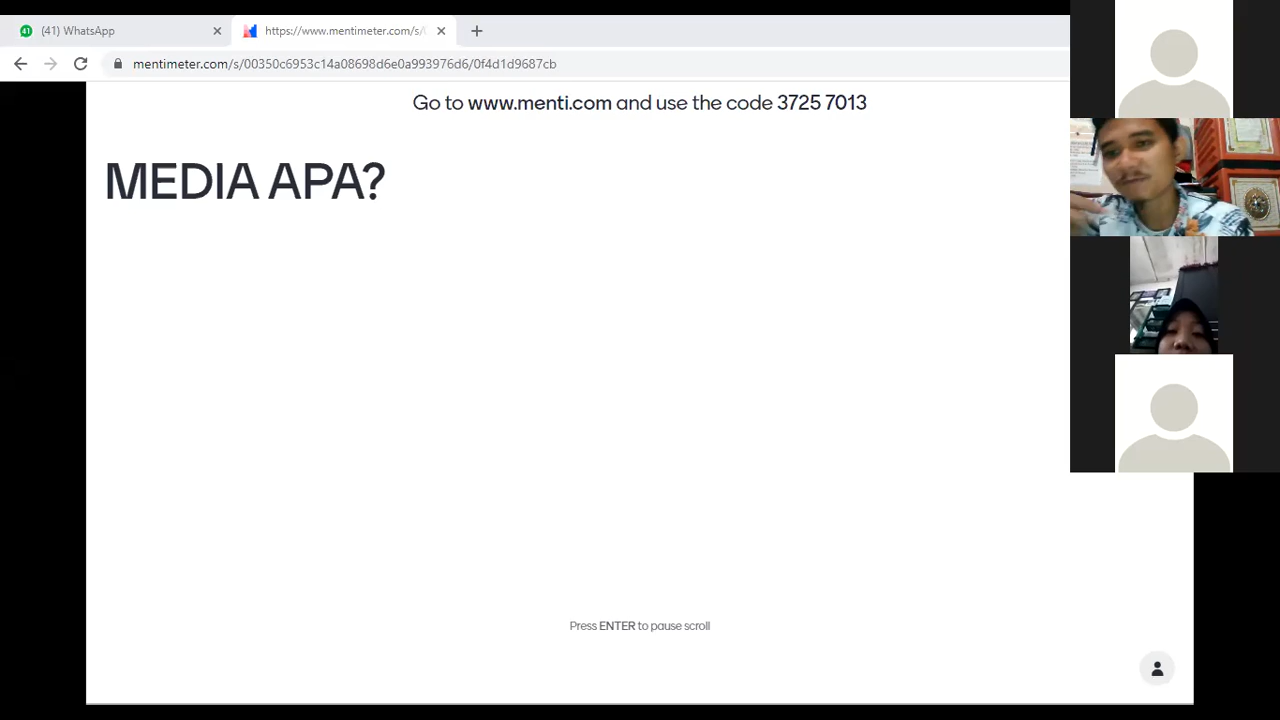 41
(41) WhatsApp
https://www.mentimeter.com/s/
mentimeter.com/s/00350c6953c14a08698d6e0a993976d6/0f4d1d9687cb
Go to www.menti.com and use the code 3725 7013
MEDIA APA?
Press ENTER to pause scroll